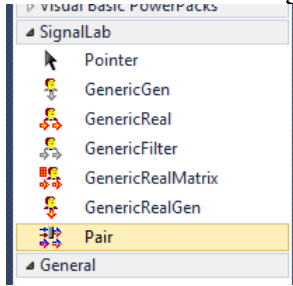 Visual Basic PowerPacks
SignalLab
Pointer
GenericGen
GenericReal
GenericFilter
GenericRealMatrix
GenericRealGen
Pair
General